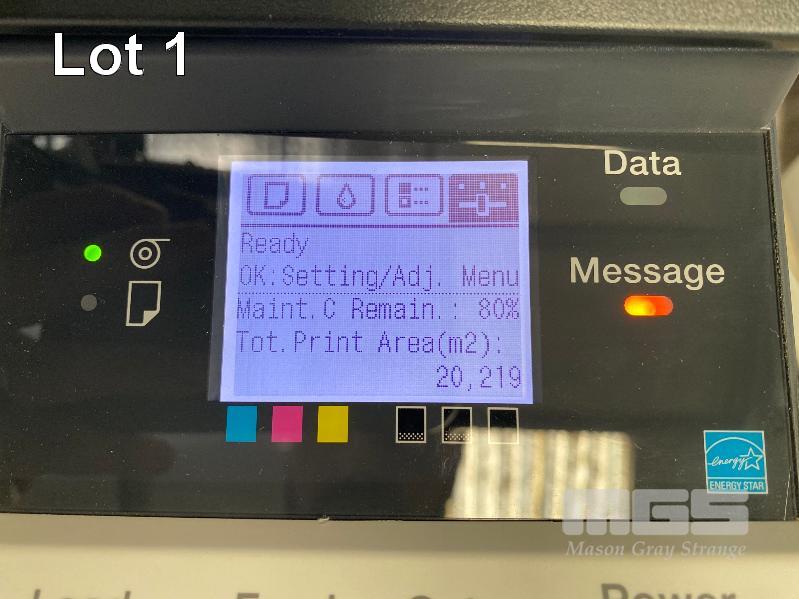 Lot 1
Data
Message
Ready
OK:Setting/Adj. Menu
Maint.C Remain.: 80%
Tot.Print Area(m2):
20,219
energy
ENERGY STAR
MGS
Mason Gray Strange
Power